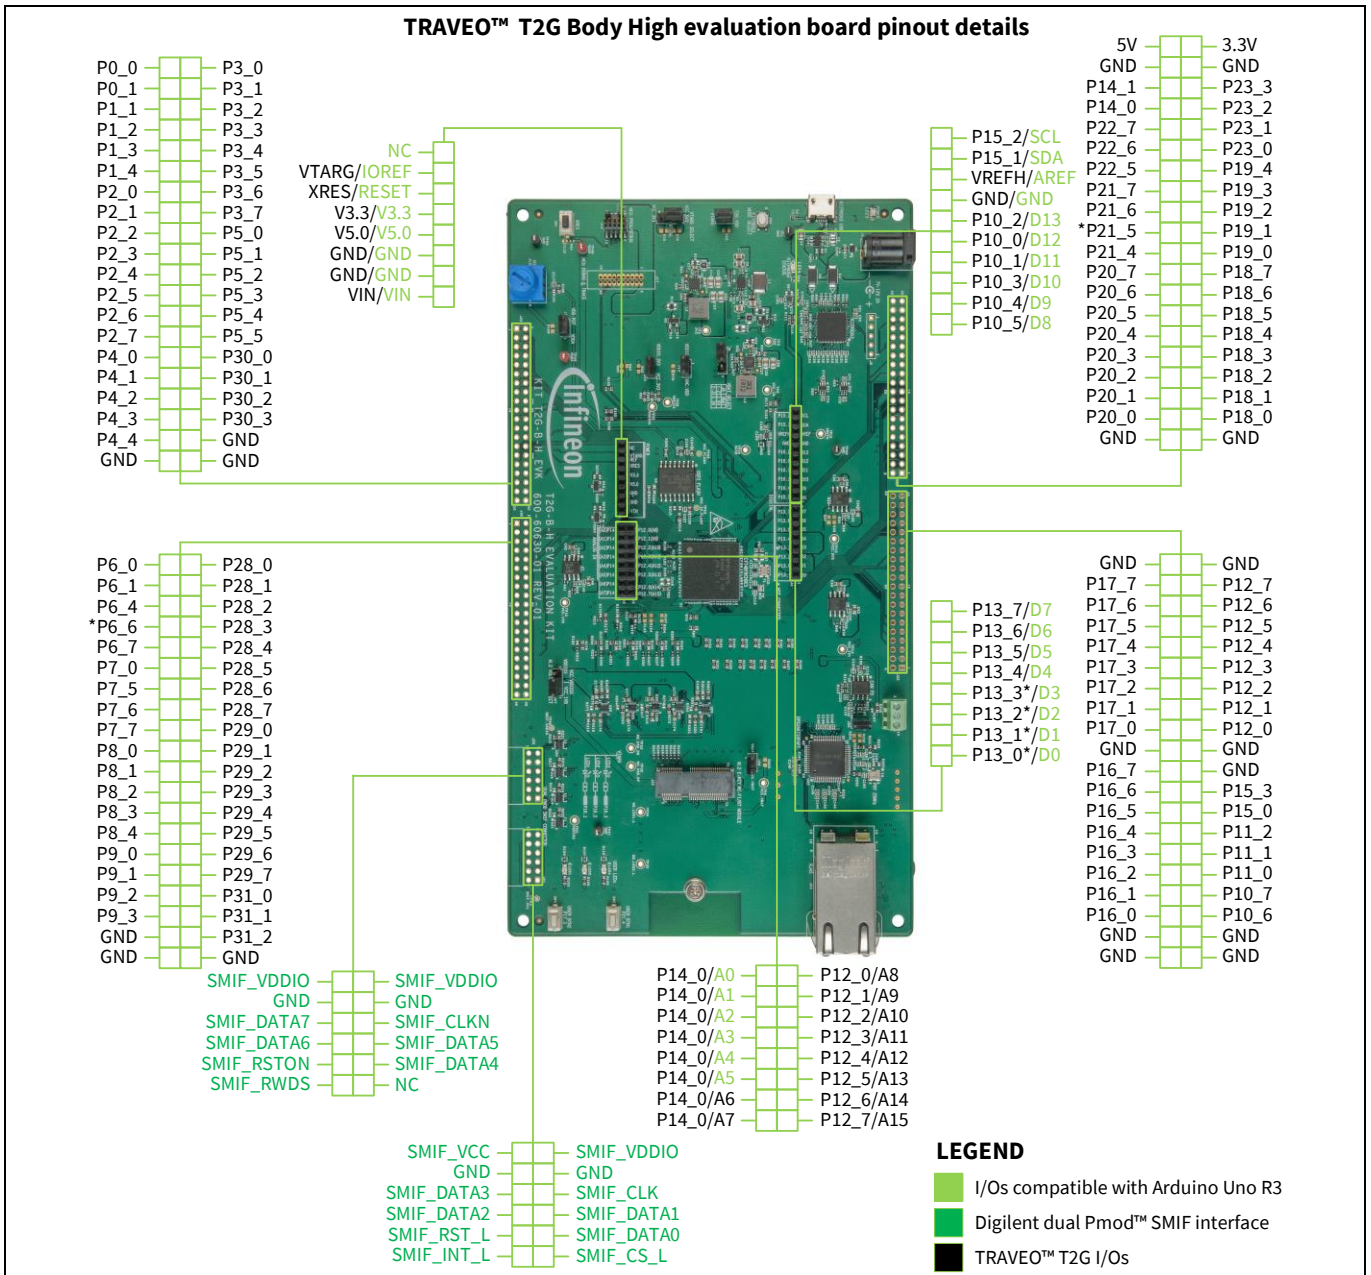 TRAVEO™ T2G Body High evaluation board pinout details
P0_0 P3_0
P0_1 P3_1
P1_1 P3_2
P1_2 P3_3
P1_3 P3_4
P1_4 P3_5
P2_0 P3_6
P2_1 P3_7
P2_2 P5_0
P2_3 P5_1
P2_4 P5_2
P2_5 P5_3
P2_6 P5_4
P2_7 P5_5
P4_0 P30_0
P4_1 P30_1
P4_2 P30_2
P4_3 P30_3
P4_4 GND
GND GND
NC
VTARG/IOREF
XRES/RESET
V3.3/V3.3
V5.0/V5.0
GND/GND
GND/GND
VIN/VIN
P15_2/SCL
P15_1/SDA
VREFH/AREF
GND/GND
P10_2/D13
P10_0/D12
P10_1/D11
P10_3/D10
P10_4/D9
P10_5/D8
5V 3.3V
GND GND
P14_1 P23_3
P14_0 P23_2
P22_7 P23_1
P22_6 P23_0
P22_5 P19_4
P21_7 P19_3
P21_6 P19_2
*P21_5 P19_1
P21_4 P19_0
P20_7 P18_7
P20_6 P18_6
P20_5 P18_5
P20_4 P18_4
P20_3 P18_3
P20_2 P18_2
P20_1 P18_1
P20_0 P18_0
GND GND
infineon
KIT_T2G-B-H_EVK
600-60630-01 REV-01
T2G-B-H EVALUATION KIT
P6_0 P28_0
P6_1 P28_1
P6_4 P28_2
*P6_6 P28_3
P6_7 P28_4
P7_0 P28_5
P7_5 P28_6
P7_6 P28_7
P7_7 P29_0
P8_0 P29_1
P8_1 P29_2
P8_2 P29_3
P8_3 P29_4
P8_4 P29_5
P9_0 P29_6
P9_1 P29_7
P9_2 P31_0
P9_3 P31_1
GND P31_2
GND GND
P13_7/D7
P13_6/D6
P13_5/D5
P13_4/D4
P13_3*/D3
P13_2*/D2
P13_1*/D1
P13_0*/D0
GND GND
P17_7 P12_7
P17_6 P12_6
P17_5 P12_5
P17_4 P12_4
P17_3 P12_3
P17_2 P12_2
P17_1 P12_1
P17_0 P12_0
GND GND
P16_7 GND
P16_6 P15_3
P16_5 P15_0
P16_4 P11_2
P16_3 P11_1
P16_2 P11_0
P16_1 P10_7
P16_0 P10_6
GND GND
GND GND
SMIF_VDDIO SMIF_VDDIO
GND GND
SMIF_DATA7 SMIF_CLKN
SMIF_DATA6 SMIF_DATA5
SMIF_RSTON SMIF_DATA4
SMIF_RWDS NC
P14_0/A0 P12_0/A8
P14_0/A1 P12_1/A9
P14_0/A2 P12_2/A10
P14_0/A3 P12_3/A11
P14_0/A4 P12_4/A12
P14_0/A5 P12_5/A13
P14_0/A6 P12_6/A14
P14_0/A7 P12_7/A15
SMIF_VCC SMIF_VDDIO
GND GND
SMIF_DATA3 SMIF_CLK
SMIF_DATA2 SMIF_DATA1
SMIF_RST_L SMIF_DATA0
SMIF_INT_L SMIF_CS_L
LEGEND
I/Os compatible with Arduino Uno R3
Digilent dual Pmod™ SMIF interface
TRAVEO™ T2G I/Os